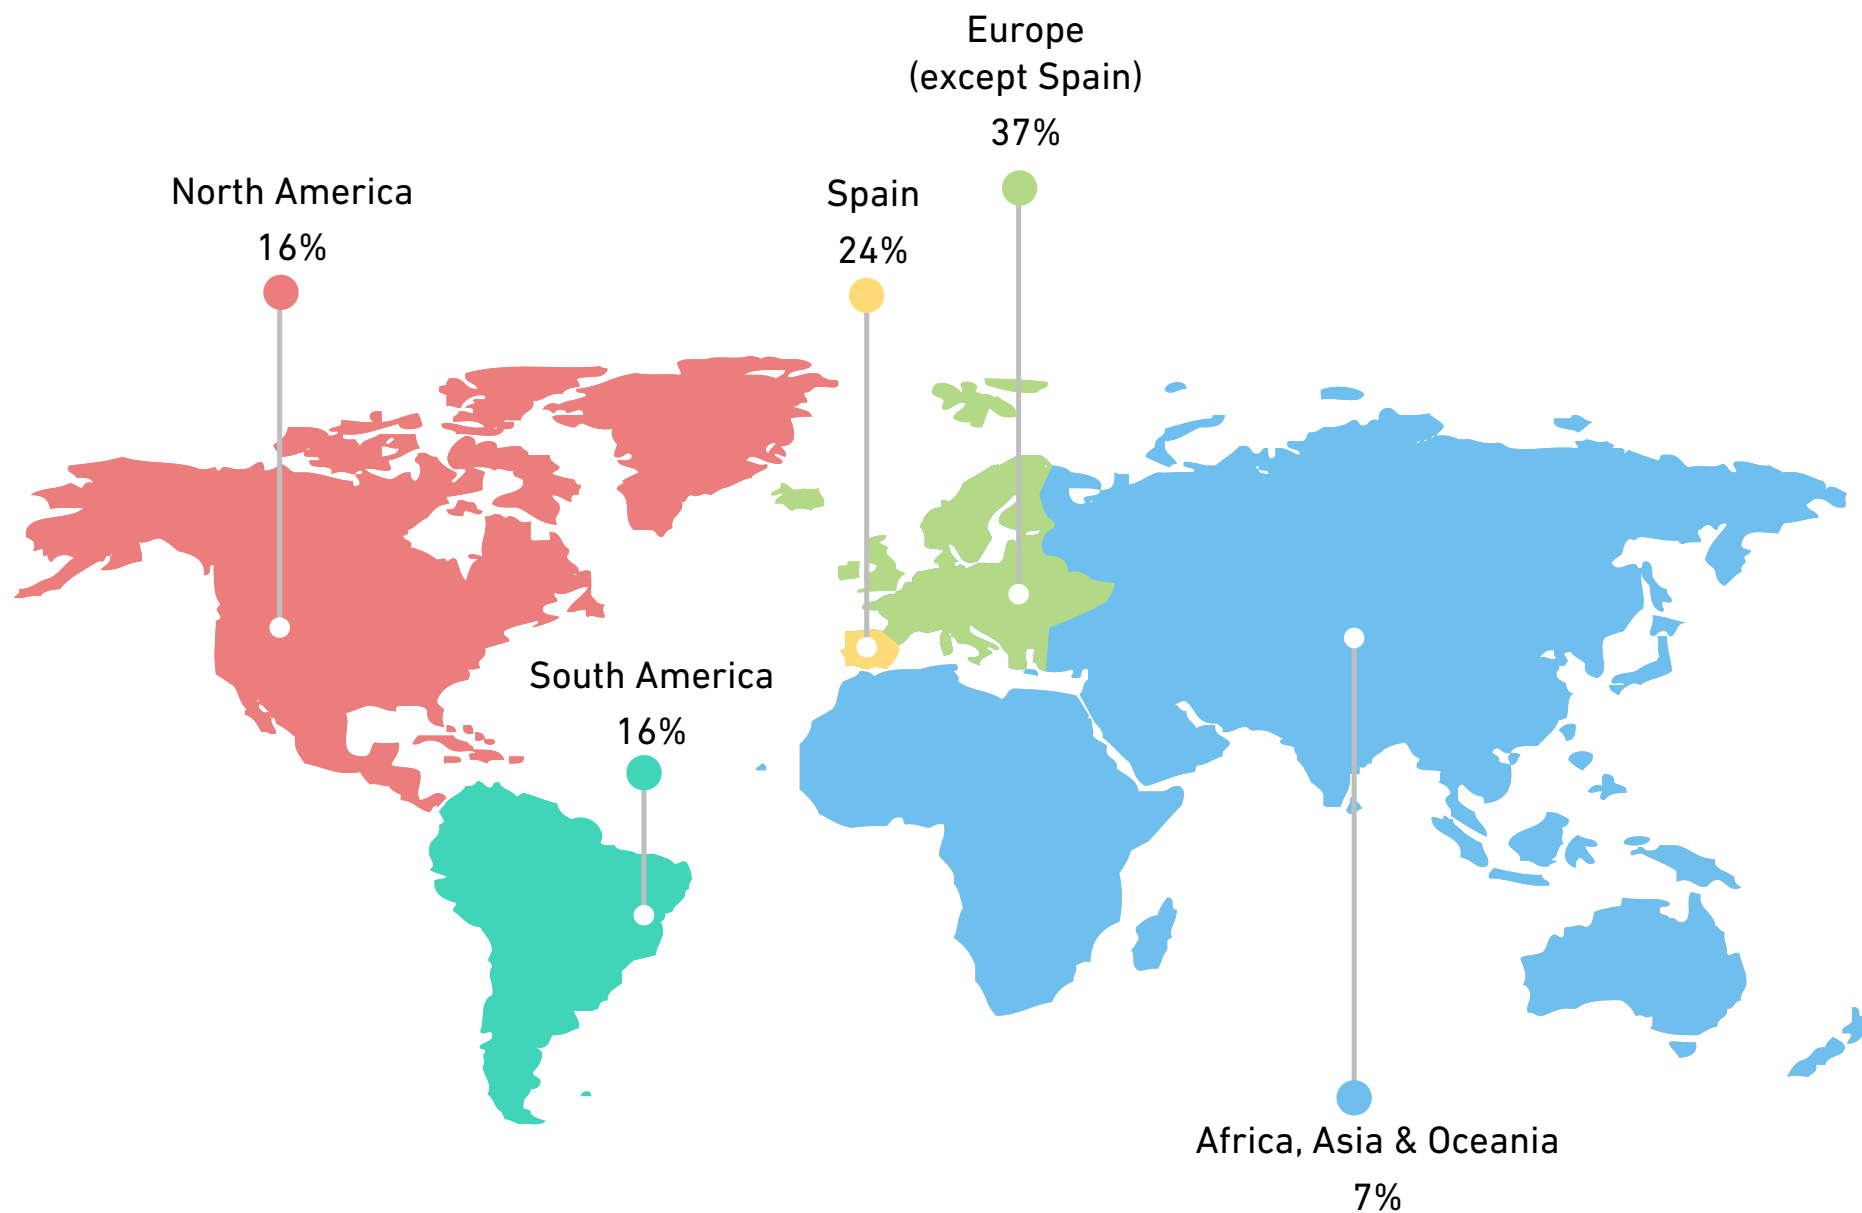 Europe
(except Spain)
37%
North America
16%
Spain
24%
South America
16%
Africa, Asia & Oceania
7%